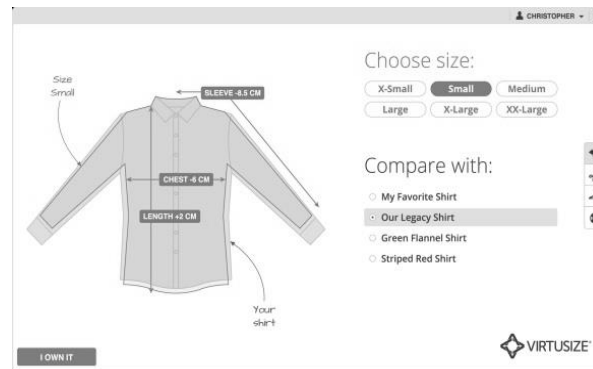 CHRISTOPHER
Choose size:
X-Small
Small
Medium
Large
X-Large
XX-Large
Size
Small
SLEEVE -8.5 CM
CHEST -6 CM
LENGTH +2 CM
Your
shirt
Compare with:
My Favorite Shirt
Our Legacy Shirt
Green Flannel Shirt
Striped Red Shirt
I OWN IT
VIRTUSIZE